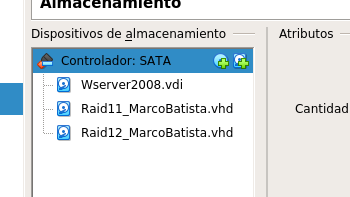 Almacenamiento
Dispositivos de almacenamiento
Atributos
Controlador: SATA
Wserver2008.vdi
Raid11_MarcoBatista.vhd
Cantidad
Raid12_MarcoBatista.vhd